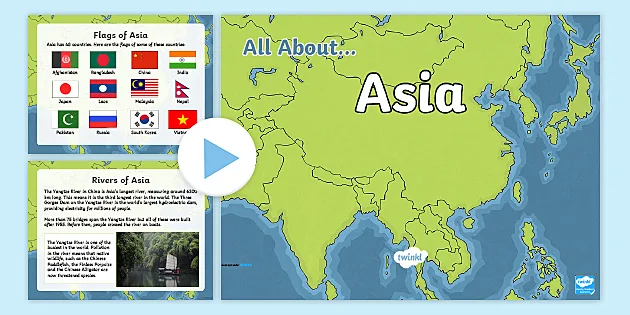 Flags of Asia
Asia has 48 countries. Here are the flags of some of these countries:
Afghanistan
Bangladesh
China
India
Japan
Laos
Malaysia
Nepal
Pakistan
Russia
South Korea
Rivers of Asia
The Yangtze River in China is Asia's longest river, measuring around 6300
km long. This means it is the third longest river in the world. The Three
Gorges Dam on the Yangtze River is the world's largest hydroelectric dam,
providing electricity for millions of people.
More than 75 bridges span the Yangtze River but all of these were built
after 1955. Before then, people crossed the river on boats.
The Yangtze River is one of the
busiest in the world. Pollution
in the river means that native
wildlife, such as the Chinese
Paddlefish, the Finless Porpoise
and the Chinese Alligator are
now threatened species.
All About...
Asia
twinkl
twinkl